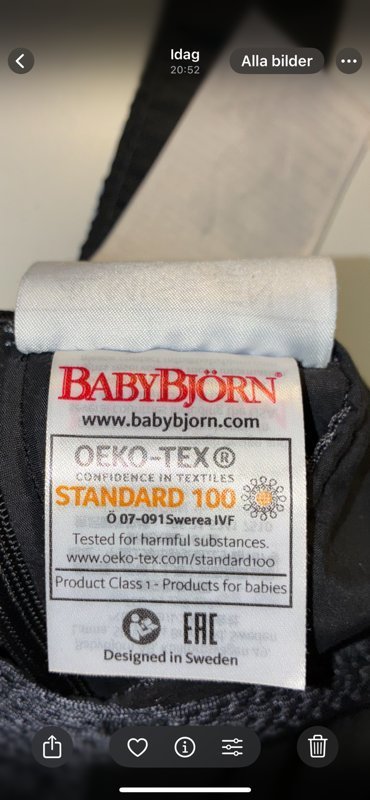 Idag
20:52
Alla bilder
BABYBJÖRN®
www.babybjorn.com
OEKO-TEX®
CONFIDENCE IN TEXTILES
STANDARD 100
Ö 07-091 Swerea IVF
Tested for harmful substances.
www.oeko-tex.com/standard100
Product Class 1 - Products for babies
EAC
Designed in Sweden